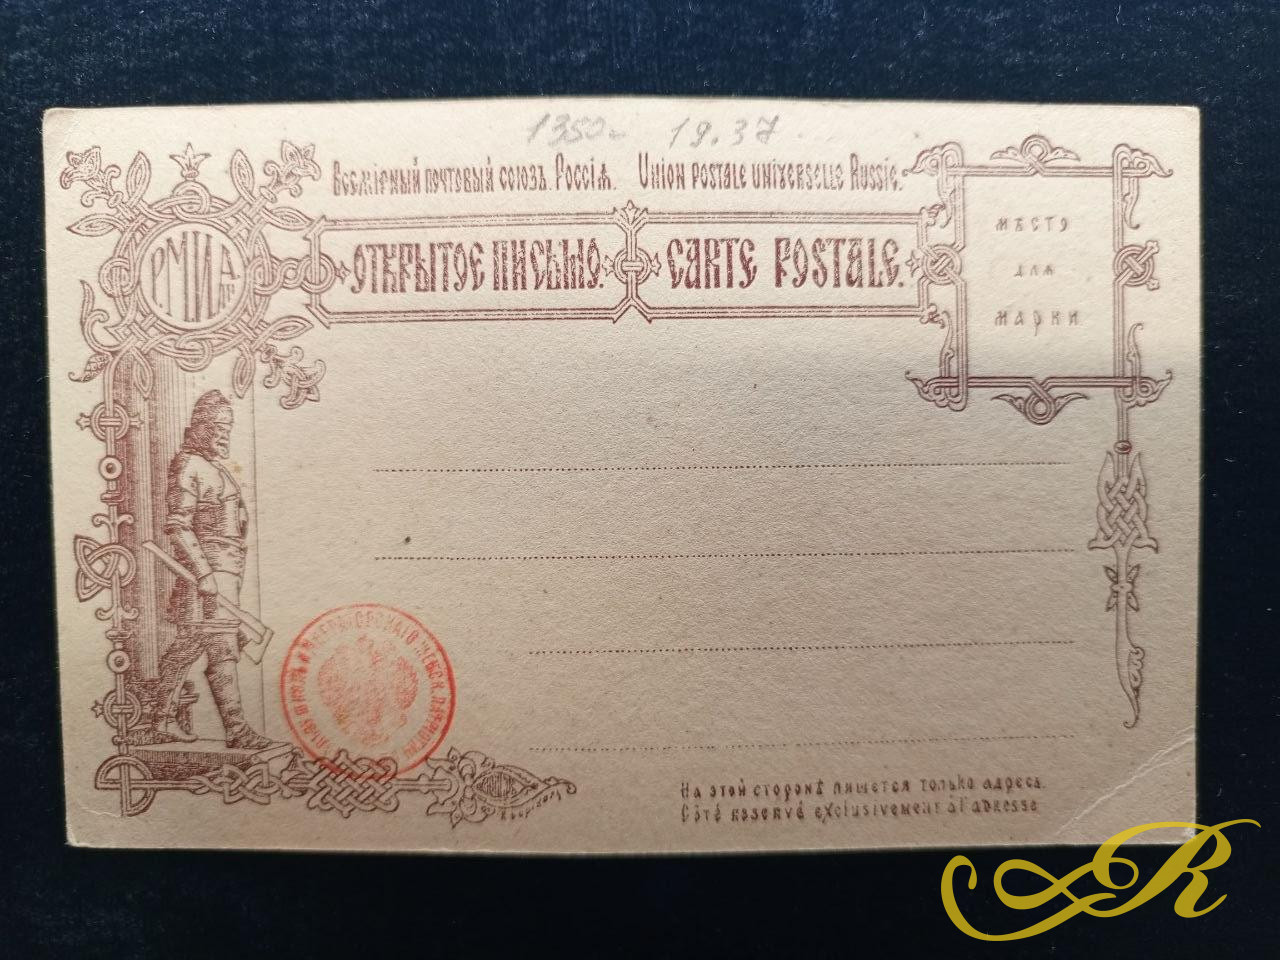 1350- 19.37
Всемірный почтовый союзъ. Россія. Union postale universelle Russie.
ОТКРЫТОЕ ПИСЬМО. CARTE POSTALE.
Р.М И И Д.
МѢСТО
ДЛЯ
МАРКИ
ИМПЕРАТОРСКАГО
На этой сторонѣ пишется только адресъ.
Côté réservé exclusivement à l'adresse
R